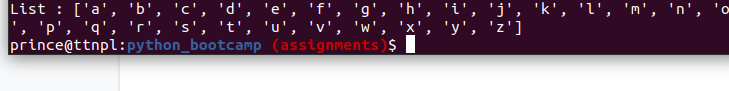 List : ['a', 'b', 'c', 'd', 'e', 'f', 'g', 'h', 'i', 'j', 'k', 'l', 'm', 'n', 'o
', 'p', 'q', 'r', 's', 't', 'u', 'v', 'w', 'x', 'y', 'z']
prince@ttnpl:python_bootcamp (assignments)$